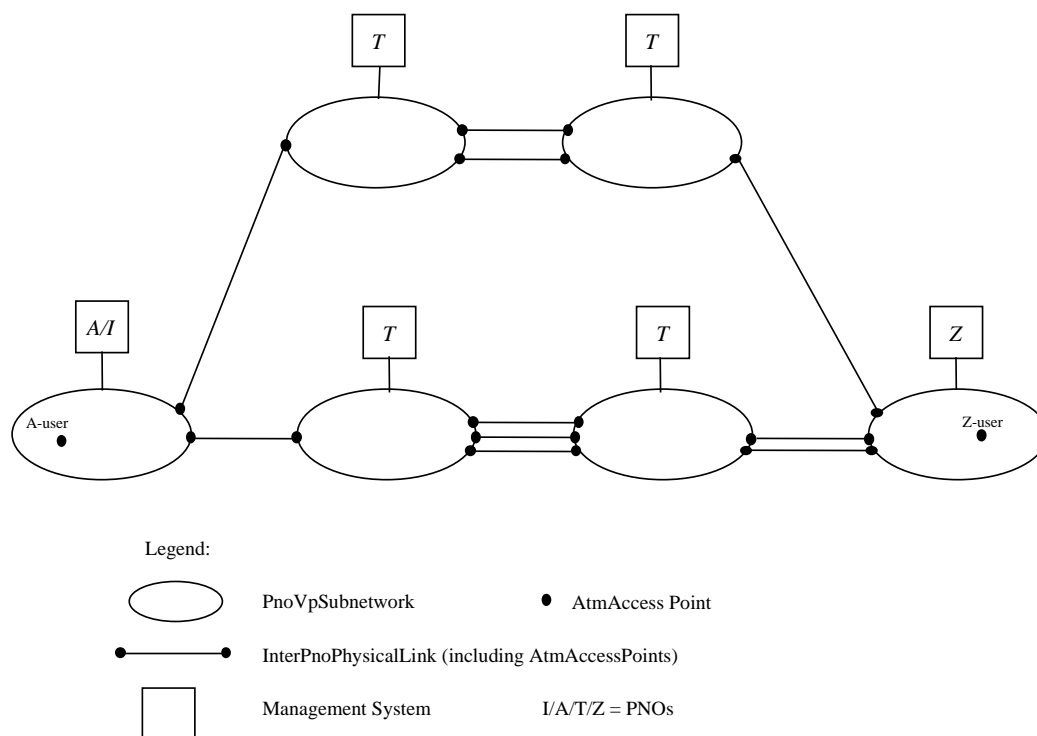 T
T
A/I
T
T
Z
A-user
Z-user
Legend:
PnoVpSubnetwork
AtmAccess Point
InterPnoPhysicalLink (including AtmAccessPoints)
Management System
I/A/T/Z = PNOs